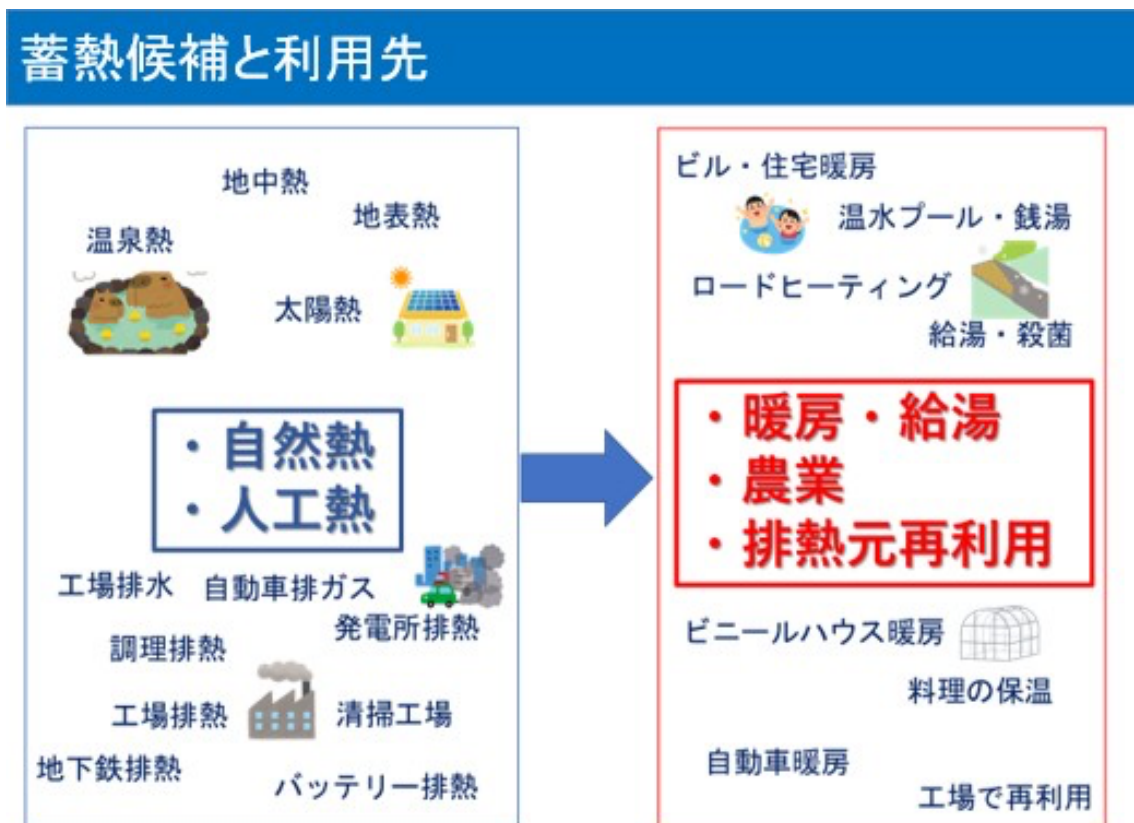 蓄熱候補と利用先
地中熱
地表熱
温泉熱
太陽熱
・自然熱
・人工熱
工場排水
自動車排ガス
発電所排熱
調理排熱
工場排熱
清掃工場
地下鉄排熱
バッテリー排熱
ビル・住宅暖房
温水プール・銭湯
ロードヒーティング
給湯・殺菌
・暖房・給湯
・農業
・排熱元再利用
ビニールハウス暖房
料理の保温
自動車暖房
工場で再利用